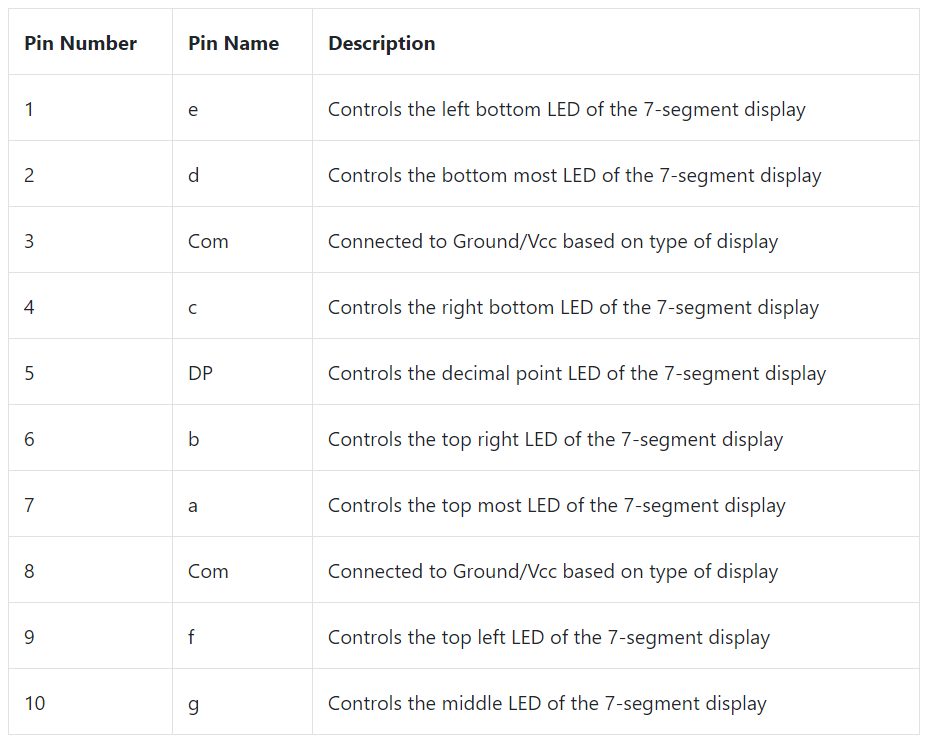 Pin Number Pin Name Description
1 e Controls the left bottom LED of the 7-segment display
2 d Controls the bottom most LED of the 7-segment display
3 Com Connected to Ground/Vcc based on type of display
4 c Controls the right bottom LED of the 7-segment display
5 DP Controls the decimal point LED of the 7-segment display
6 b Controls the top right LED of the 7-segment display
7 a Controls the top most LED of the 7-segment display
8 Com Connected to Ground/Vcc based on type of display
9 f Controls the top left LED of the 7-segment display
10 g Controls the middle LED of the 7-segment display